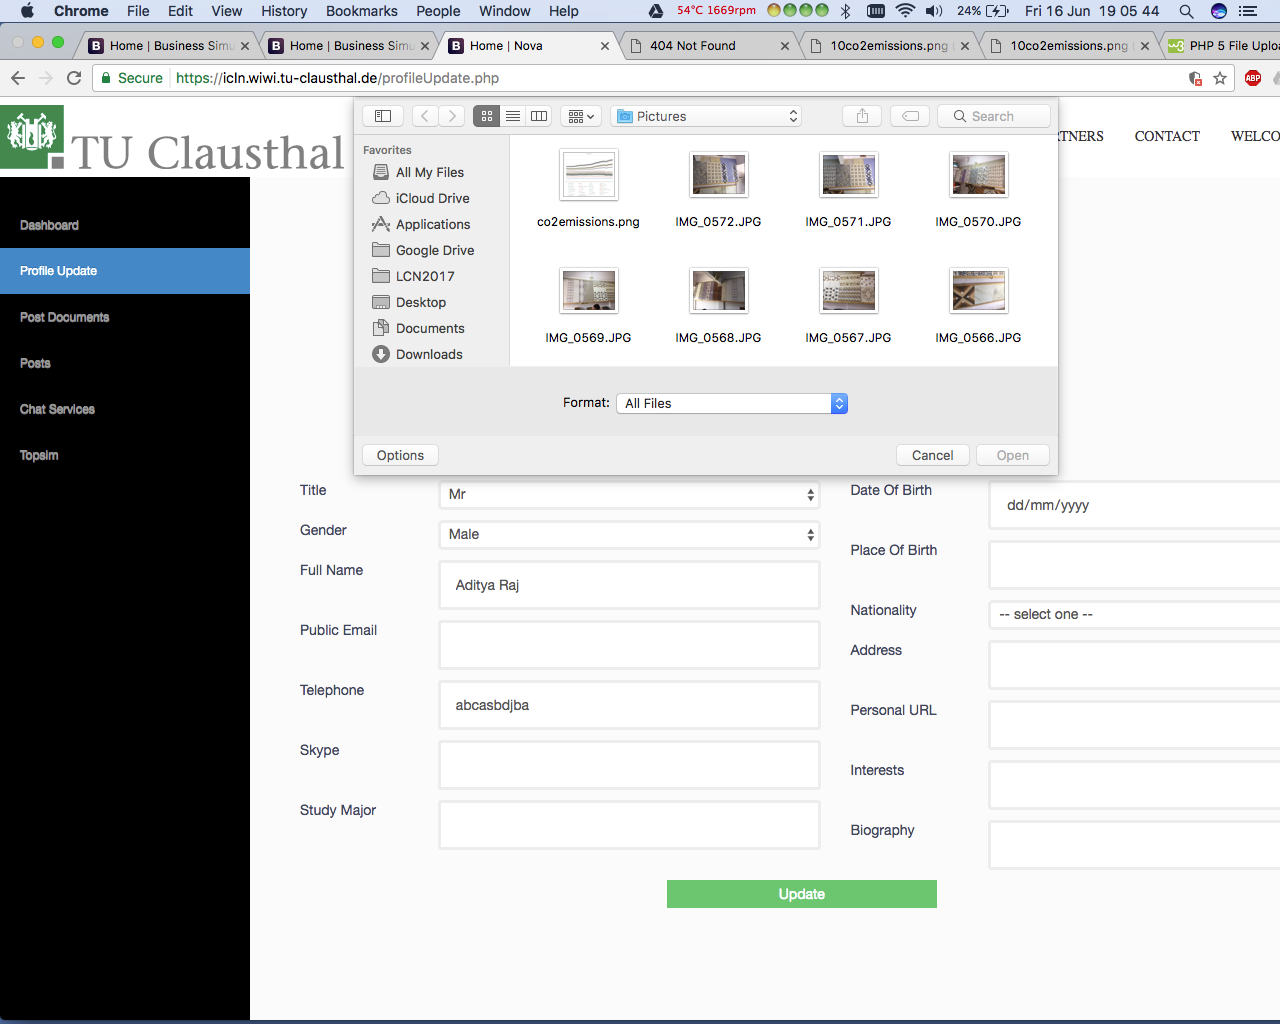 Chrome File Edit View History Bookmarks People Window Help 54°C 1669rpm 24% Fri 16 Jun 19 05 44
Home | Business Simu Home | Business Simu Home | Nova 404 Not Found 10co2emissions.png 10co2emissions.png PHP 5 File Uploa
Secure https://icln.wiwi.tu-clausthal.de/profileUpdate.php ABP
TU Clausthal
RTNERS CONTACT WELCO
Dashboard
Profile Update
Post Documents
Posts
Chat Services
Topsim
Pictures Search
Favorites
All My Files
iCloud Drive
Applications
Google Drive
LCN2017
Desktop
Documents
Downloads
co2emissions.png IMG_0572.JPG IMG_0571.JPG IMG_0570.JPG
IMG_0569.JPG IMG_0568.JPG IMG_0567.JPG IMG_0566.JPG
Format: All Files
Options Cancel Open
Title Mr
Gender Male
Full Name Aditya Raj
Public Email
Telephone abcasbdjba
Skype
Study Major
Date Of Birth dd/mm/yyyy
Place Of Birth
Nationality -- select one --
Address
Personal URL
Interests
Biography
Update